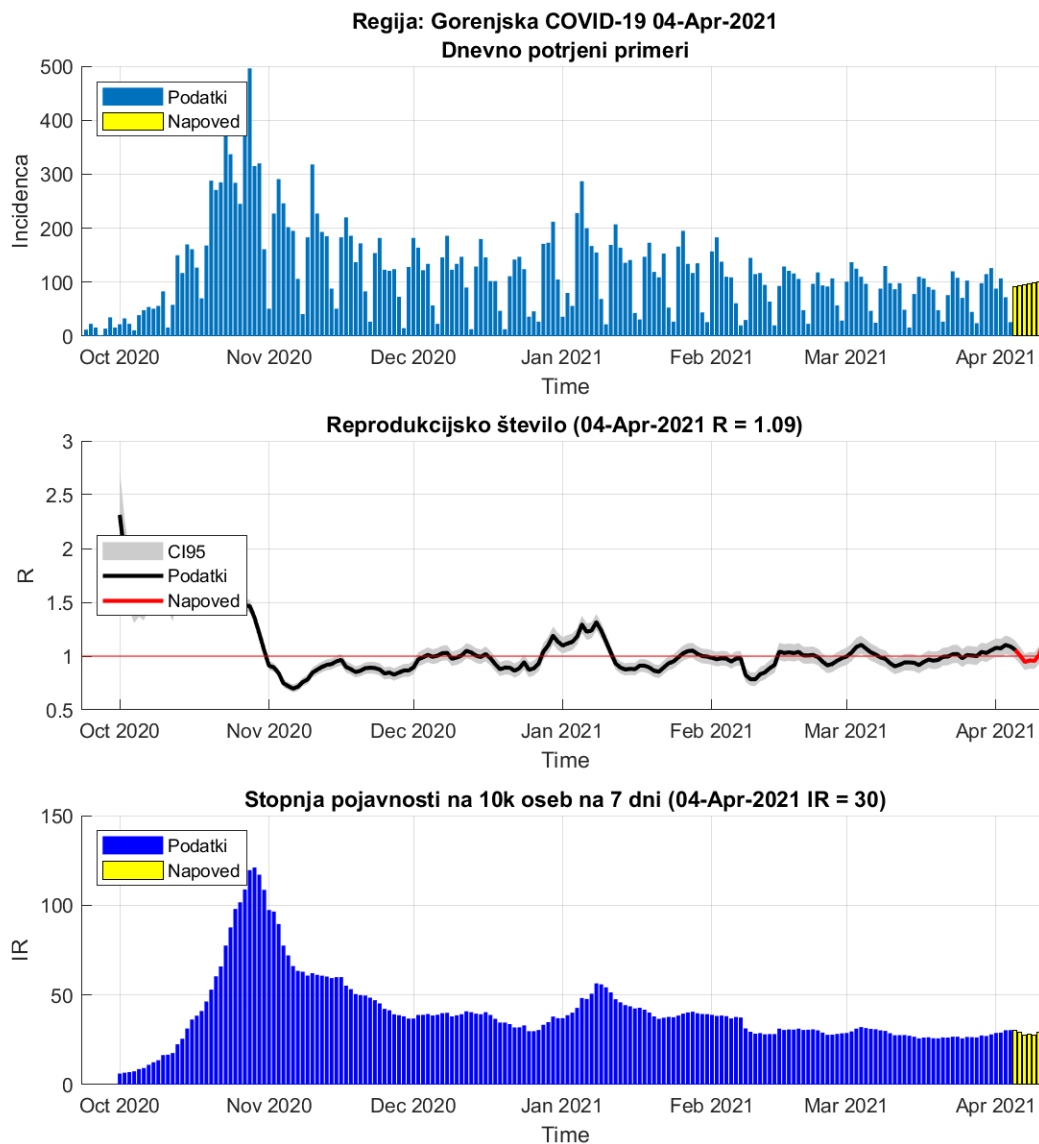 Regija: Gorenjska COVID-19 04-Apr-2021
Dnevno potrjeni primeri
500
400
300
200
100
0
Incidenca
Podatki
Napoved
Oct 2020 Nov 2020 Dec 2020 Jan 2021 Feb 2021 Mar 2021 Apr 2021
Time
Reprodukcijsko število (04-Apr-2021 R = 1.09)
3
2.5
2
1.5
1
0.5
R
CI95
Podatki
Napoved
Oct 2020 Nov 2020 Dec 2020 Jan 2021 Feb 2021 Mar 2021 Apr 2021
Time
Stopnja pojavnosti na 10k oseb na 7 dni (04-Apr-2021 IR = 30)
150
100
50
0
IR
Podatki
Napoved
Oct 2020 Nov 2020 Dec 2020 Jan 2021 Feb 2021 Mar 2021 Apr 2021
Time